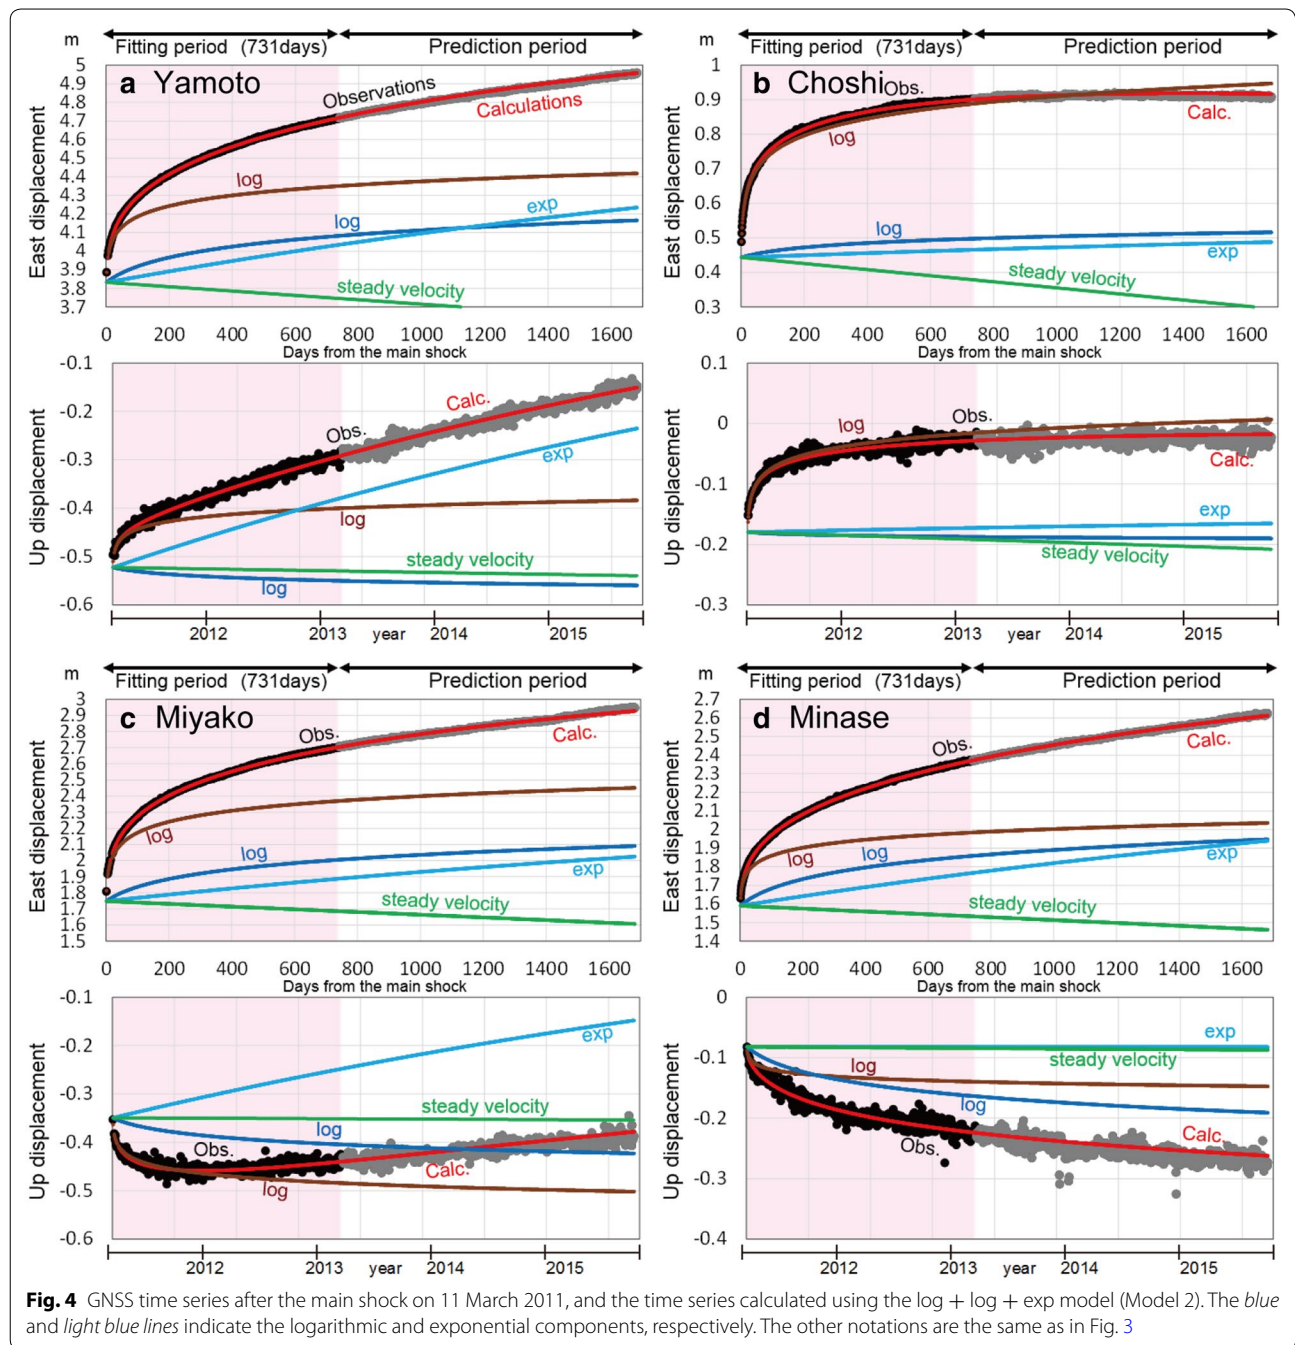 m
Fitting period (731days) Prediction period
a Yamoto
East displacement
5
4.9
4.8
4.7
4.6
4.5
4.4
4.3
4.2
4.1
4
3.9
3.8
3.7
Observations
Calculations
log
exp
log
steady velocity
0 200 400 600 800 1000 1200 1400 1600
Days from the main shock
Up displacement
-0.1
-0.2
-0.3
-0.4
-0.5
-0.6
Calc.
Obs.
exp
log
steady velocity
log
2012 2013 year 2014 2015
m
Fitting period (731days) Prediction period
b Choshi
East displacement
1
0.9
0.8
0.7
0.6
0.5
0.4
0.3
Obs.
Calc.
log
log
exp
steady velocity
0 200 400 600 800 1000 1200 1400 1600
Days from the main shock
Up displacement
0.1
0
-0.1
-0.2
-0.3
log
Obs.
Calc.
exp
steady velocity
2012 2013 year 2014 2015
m
Fitting period (731days) Prediction period
c Miyako
East displacement
3
2.9
2.8
2.7
2.6
2.5
2.4
2.3
2.2
2.1
2
1.9
1.8
1.7
1.6
1.5
Obs.
Calc.
log
log
exp
steady velocity
0 200 400 600 800 1000 1200 1400 1600
Days from the main shock
Up displacement
-0.1
-0.2
-0.3
-0.4
-0.5
-0.6
exp
steady velocity
log
Obs.
Calc.
log
2012 2013 year 2014 2015
m
Fitting period (731days) Prediction period
d Minase
East displacement
2.7
2.6
2.5
2.4
2.3
2.2
2.1
2
1.9
1.8
1.7
1.6
1.5
1.4
Obs.
Calc.
log
log
exp
steady velocity
0 200 400 600 800 1000 1200 1400 1600
Days from the main shock
Up displacement
0
-0.1
-0.2
-0.3
-0.4
exp
steady velocity
log
log
Obs.
Calc.
2012 2013 year 2014 2015
Fig. 4 GNSS time series after the main shock on 11 March 2011, and the time series calculated using the log + log + exp model (Model 2). The blue
and light blue lines indicate the logarithmic and exponential components, respectively. The other notations are the same as in Fig. 3